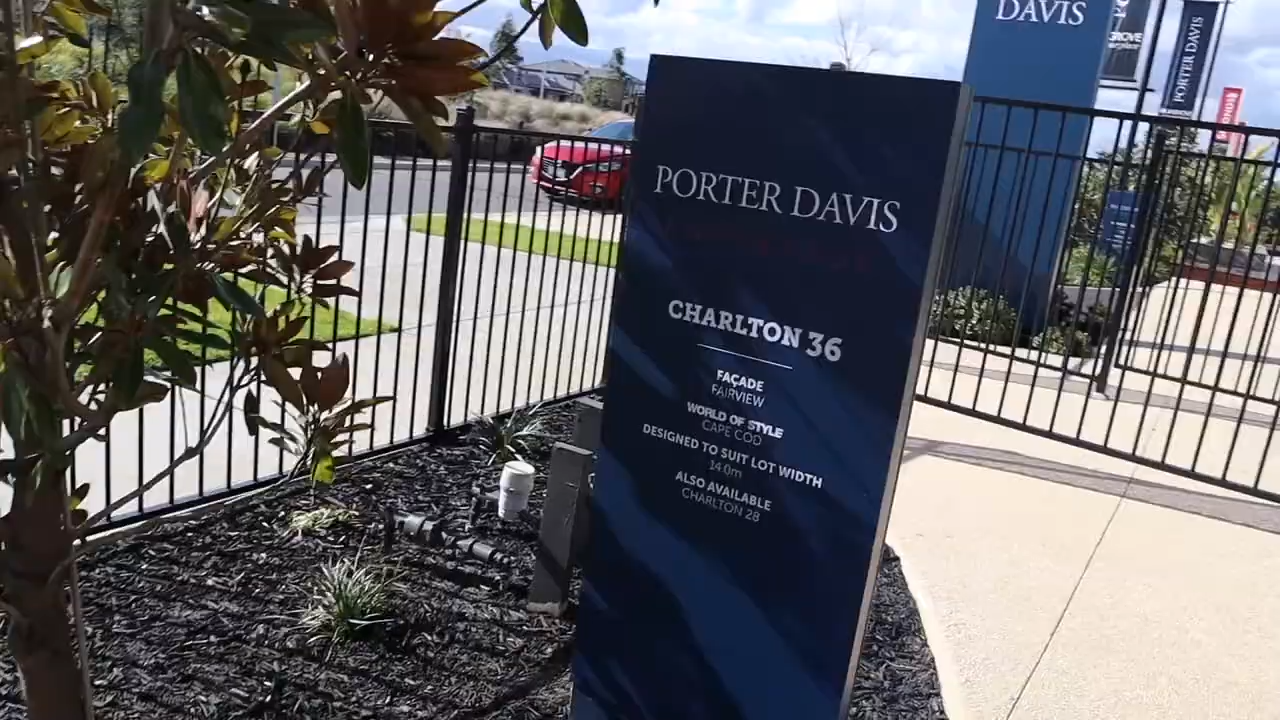 DAVIS
GROVE
PORTER DAVIS
PORTER DAVIS
CHARLTON 36
FAÇADE
FAIRVIEW
WORLD OF STYLE
CAPE COD
DESIGNED TO SUIT LOT WIDTH
14.0m
ALSO AVAILABLE
CHARLTON 28